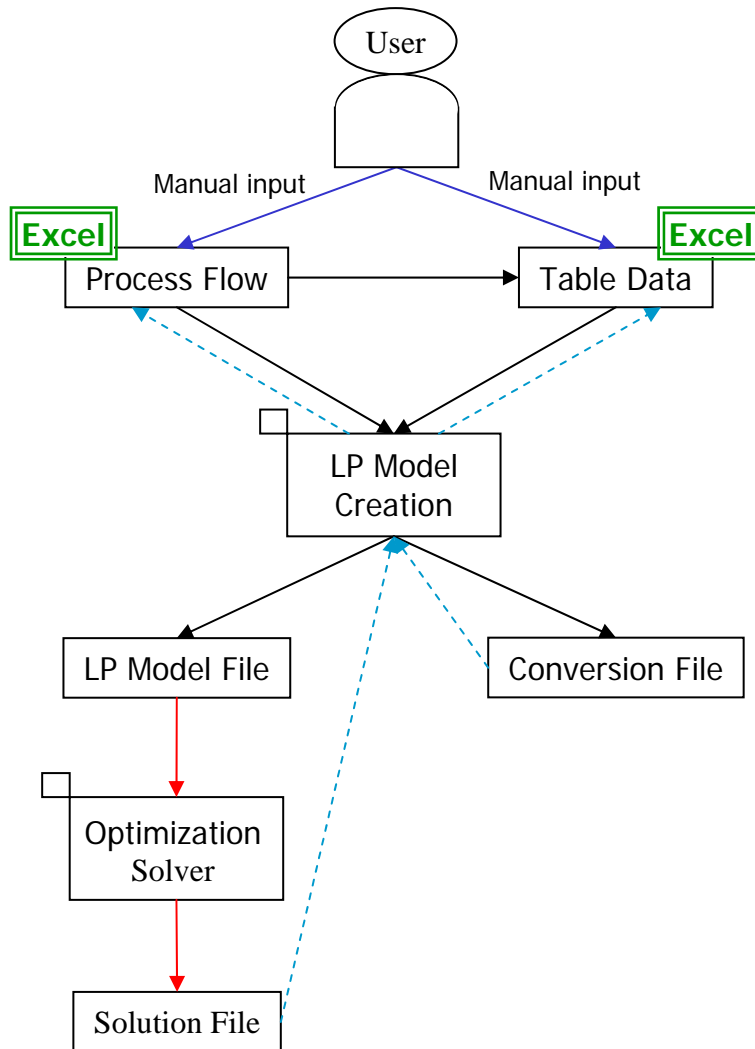 User
Manual input
Manual input
Excel
Excel
Process Flow
Table Data
LP Model
Creation
LP Model File
Conversion File
Optimization
Solver
Solution File